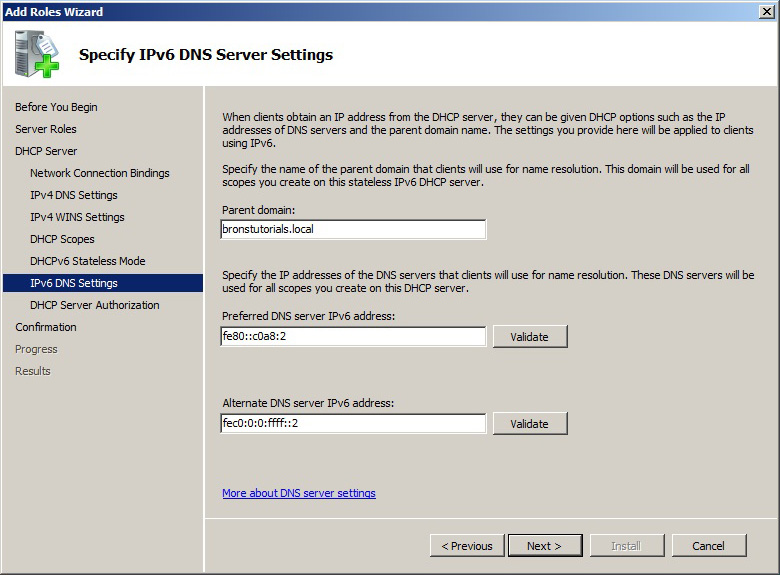 Add Roles Wizard
Specify IPv6 DNS Server Settings
Before You Begin
Server Roles
DHCP Server
Network Connection Bindings
IPv4 DNS Settings
IPv4 WINS Settings
DHCP Scopes
DHCPv6 Stateless Mode
IPv6 DNS Settings
DHCP Server Authorization
Confirmation
Progress
Results
When clients obtain an IP address from the DHCP server, they can be given DHCP options such as the IP
addresses of DNS servers and the parent domain name. The settings you provide here will be applied to clients
using IPv6.
Specify the name of the parent domain that clients will use for name resolution. This domain will be used for all
scopes you create on this stateless IPv6 DHCP server.
Parent domain:
bronstutorials.local
Specify the IP addresses of the DNS servers that clients will use for name resolution. These DNS servers will be
used for all scopes you create on this DHCP server.
Preferred DNS server IPv6 address:
fe80::c0a8:2
Validate
Alternate DNS server IPv6 address:
fec0:0:0:ffff::2
Validate
More about DNS server settings
< Previous
Next >
Install
Cancel